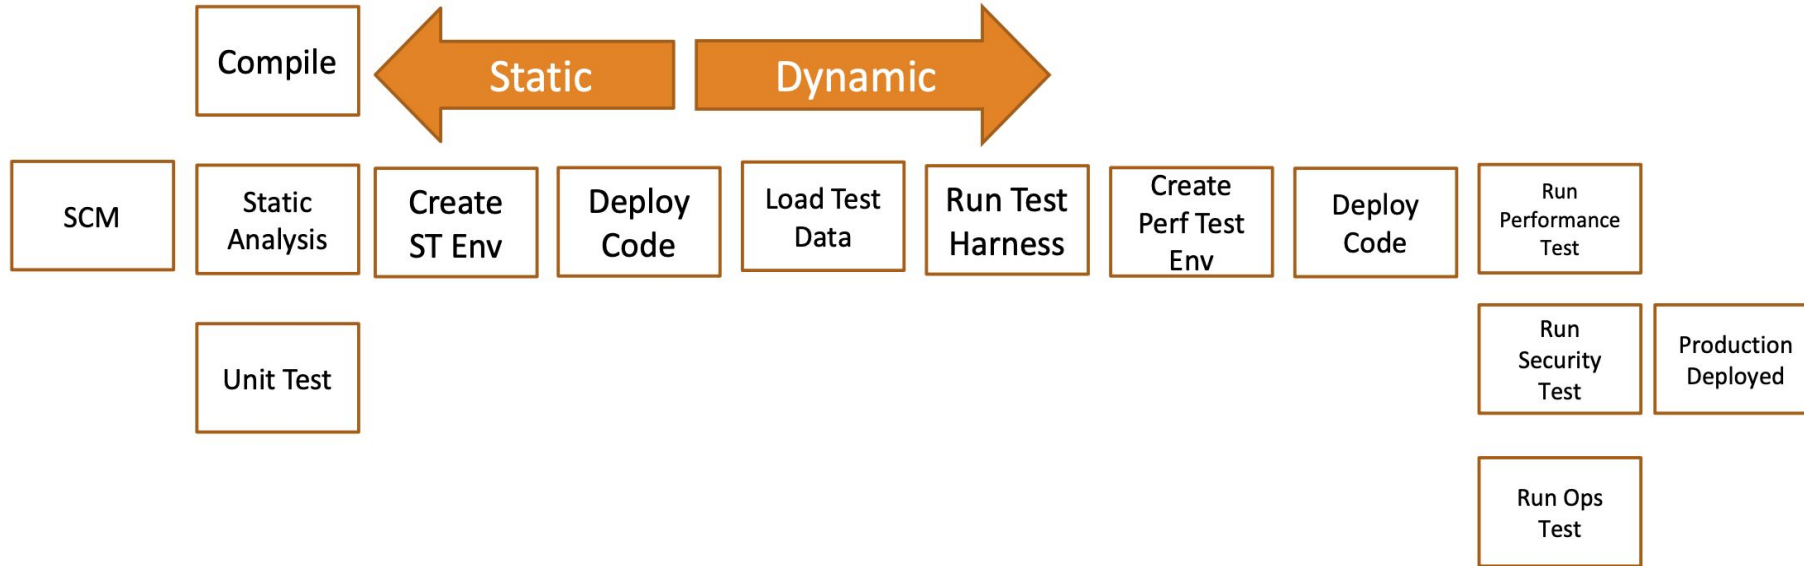 Compile
Static
Dynamic
SCM
Static
Analysis
Create
ST Env
Deploy
Code
Load Test
Data
Run Test
Harness
Create
Perf Test
Env
Deploy
Code
Run
Performance
Test
Unit Test
Run
Security
Test
Production
Deployed
Run Ops
Test